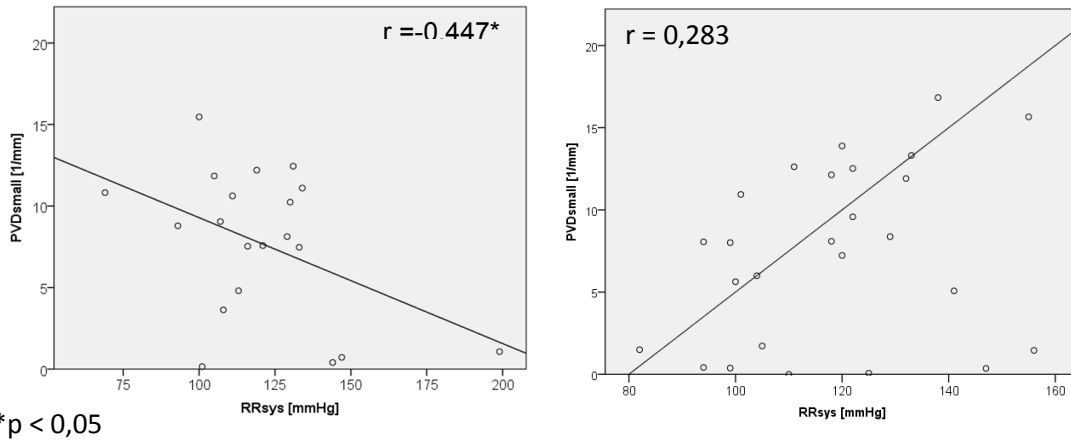 r =-0,447*
20
15
10
5
0
PVDsmall [1/mm]
75 100 125 150 175 200
RRsys [mmHg]
r = 0,283
20
15
10
5
0
PVDsmall [1/mm]
80 100 120 140 160
RRsys [mmHg]
*p < 0,05